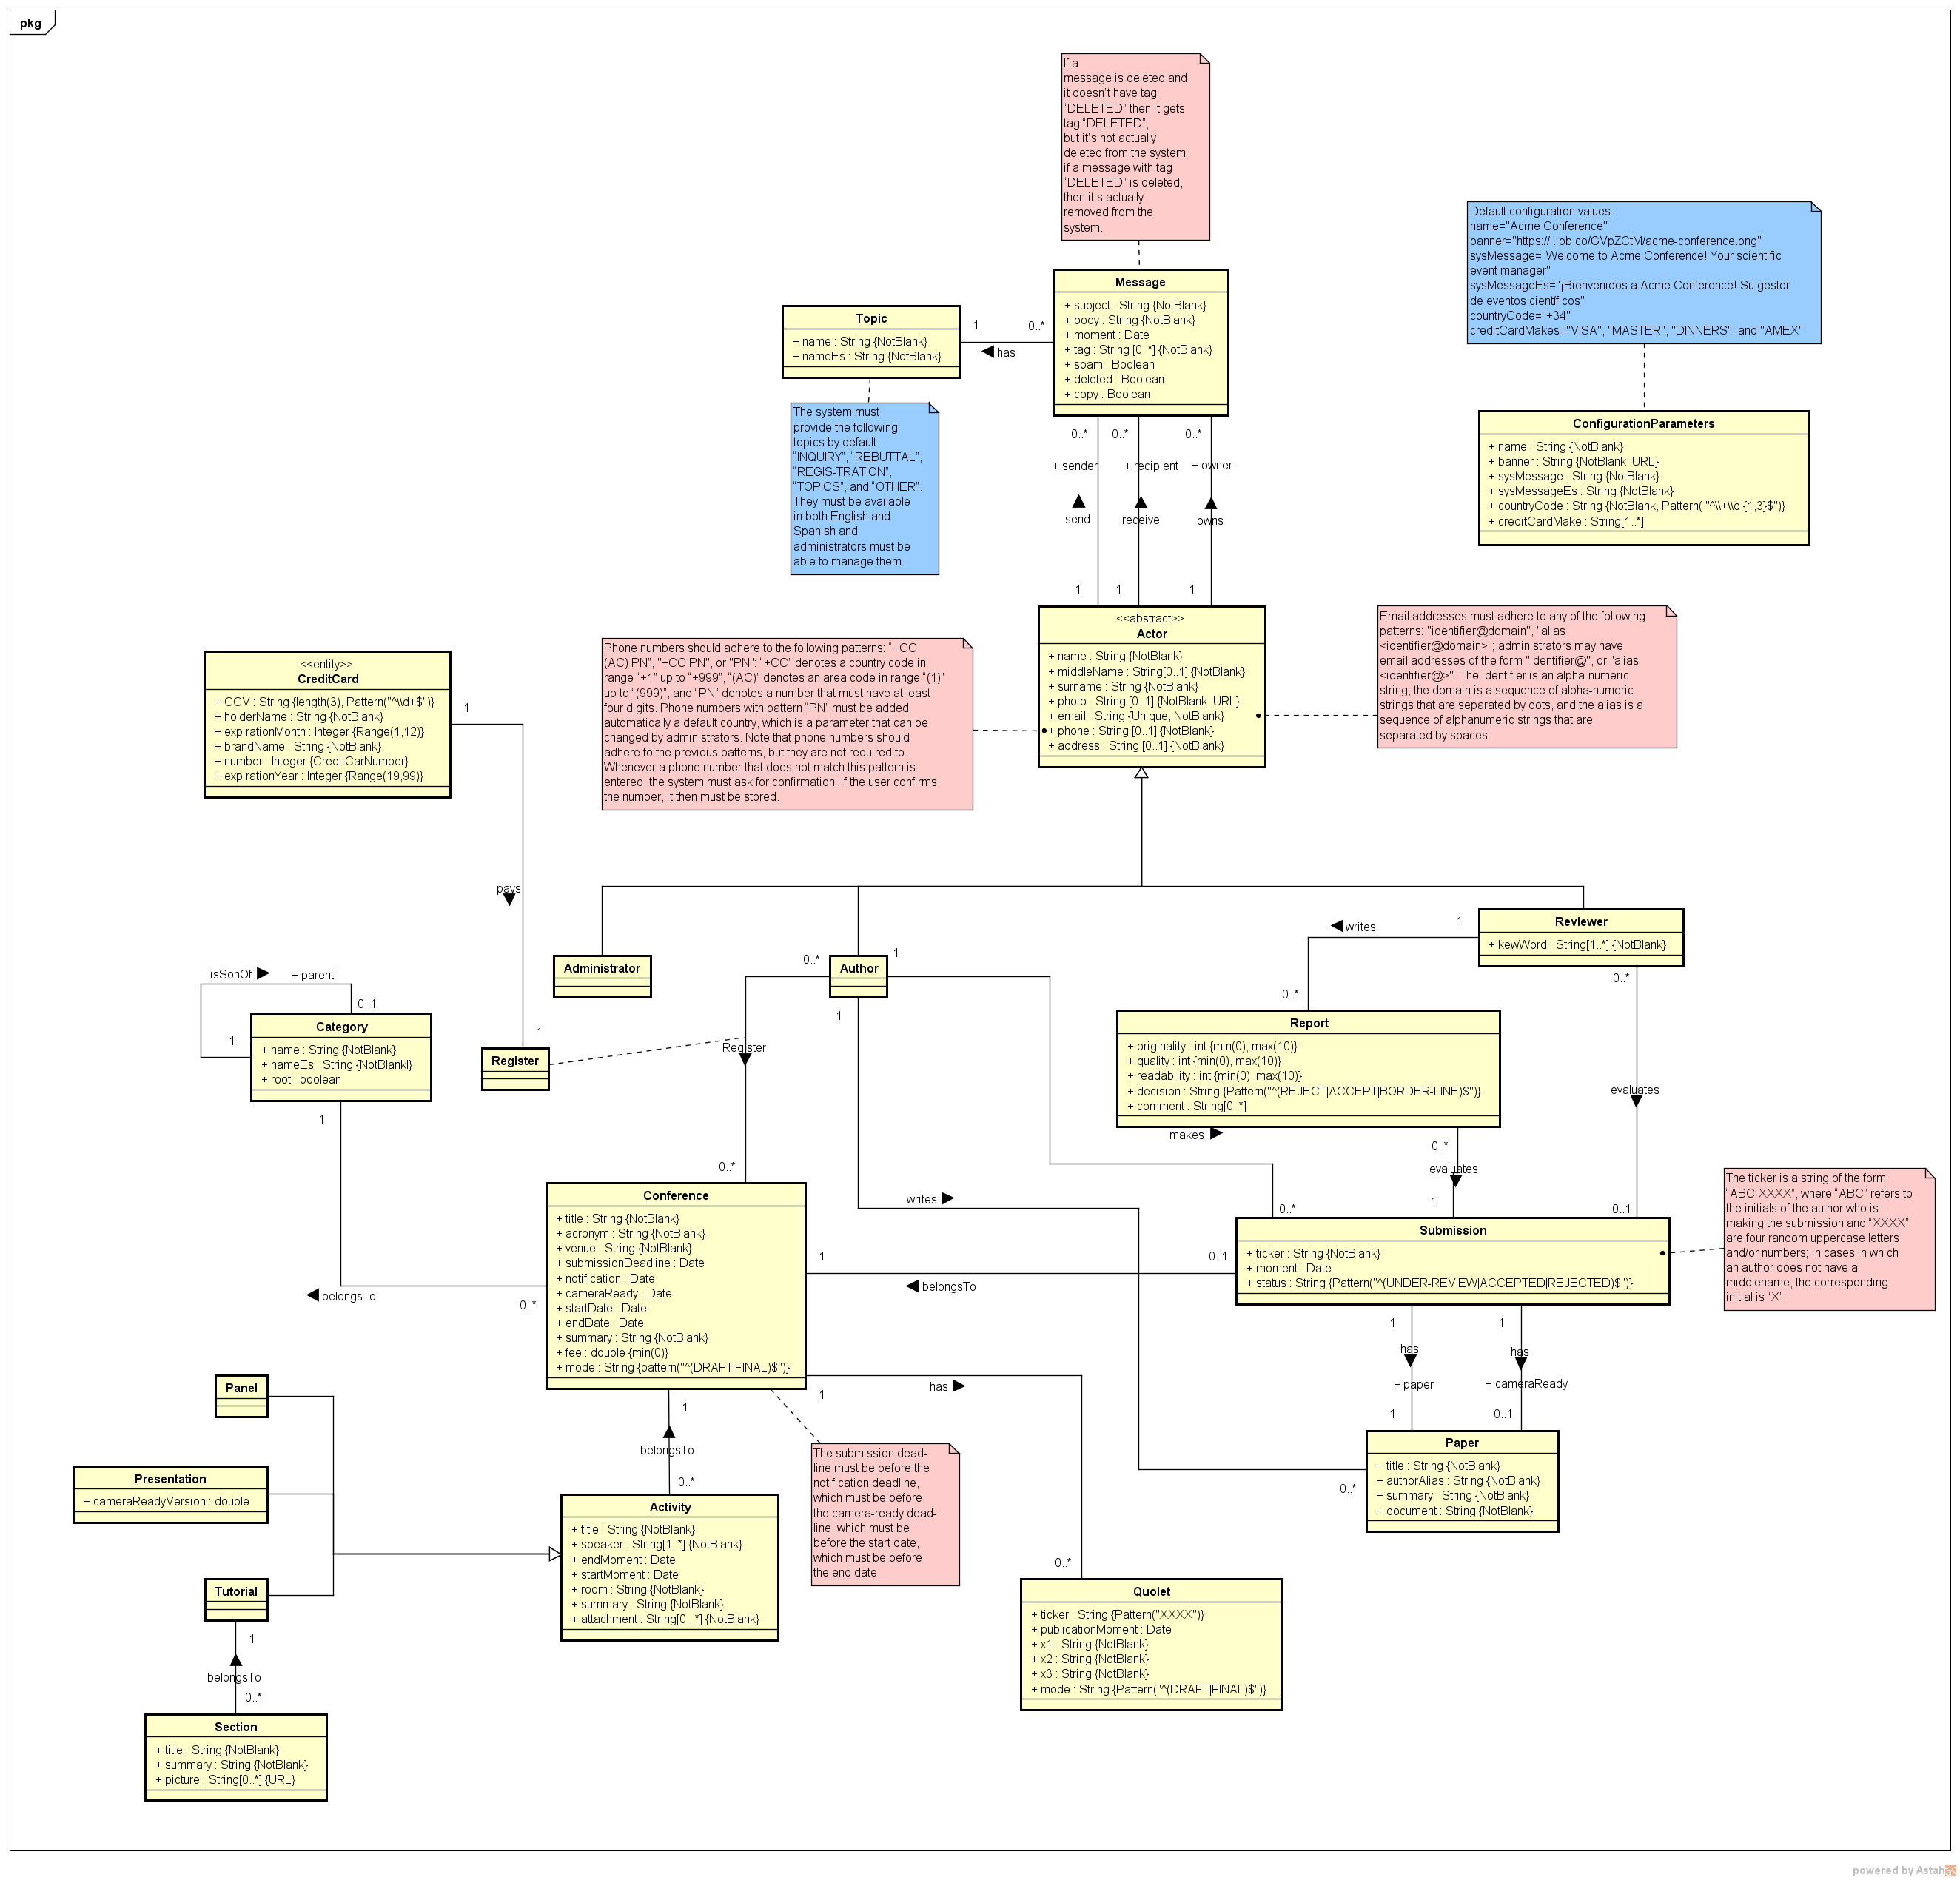 pkg
If a
message is deleted and
it doesn't have tag
"DELETED" then it gets
tag "DELETED",
but it's not actually
deleted from the system;
if a message with tag
"DELETED" is deleted,
then it's actually
removed from the
system.
Default configuration values:
name="Acme Conference"
banner="https://i.ibb.co/GVpZCtM/acme-conference.png"
sysMessage="Welcome to Acme Conference! Your scientific
event manager"
sysMessageEs="¡Bienvenidos a Acme Conference! Su gestor
de eventos científicos"
countryCode="+34"
creditCardMakes="VISA", "MASTER", "DINNERS", and "AMEX"
Message
+ subject : String {NotBlank}
+ body : String {NotBlank}
+ moment : Date
+ tag : String [0..*] {NotBlank}
+ spam : Boolean
+ deleted : Boolean
+ copy : Boolean
Topic
+ name : String {NotBlank}
+ nameEs : String {NotBlank}
1
0..*
has
The system must
provide the following
topics by default:
"INQUIRY", "REBUTTAL",
"REGIS-TRATION",
"TOPICS", and "OTHER".
They must be available
in both English and
Spanish and
administrators must be
able to manage them.
ConfigurationParameters
+ name : String {NotBlank}
+ banner : String {NotBlank, URL}
+ sysMessage : String {NotBlank}
+ sysMessageEs : String {NotBlank}
+ countryCode : String {NotBlank, Pattern( "^\\+\\d {1,3}$")}
+ creditCardMake : String[1..*]
0..*
0..*
0..*
+ sender
+ recipient
+ owner
send
receive
owns
1
1
1
<<abstract>>
Actor
+ name : String {NotBlank}
+ middleName : String[0..1] {NotBlank}
+ surname : String {NotBlank}
+ photo : String [0..1] {NotBlank, URL}
+ email : String {Unique, NotBlank}
+ phone : String [0..1] {NotBlank}
+ address : String [0..1] {NotBlank}
Email addresses must adhere to any of the following
patterns: "identifier@domain", "alias
<identifier@domain>"; administrators may have
email addresses of the form "identifier@", or "alias
<identifier@>". The identifier is an alpha-numeric
string, the domain is a sequence of alpha-numeric
strings that are separated by dots, and the alias is a
sequence of alphanumeric strings that are
separated by spaces.
Phone numbers should adhere to the following patterns: "+CC
(AC) PN", "+CC PN", or "PN": "+CC" denotes a country code in
range "+1" up to "+999", "(AC)" denotes an area code in range "(1)"
up to "(999)", and "PN" denotes a number that must have at least
four digits. Phone numbers with pattern "PN" must be added
automatically a default country, which is a parameter that can be
changed by administrators. Note that phone numbers should
adhere to the previous patterns, but they are not required to.
Whenever a phone number that does not match this pattern is
entered, the system must ask for confirmation; if the user confirms
the number, it then must be stored.
<<entity>>
CreditCard
+ CCV : String {length(3), Pattern("^\\d+$")}
+ holderName : String {NotBlank}
+ expirationMonth : Integer {Range(1,12)}
+ brandName : String {NotBlank}
+ number : Integer {CreditCarNumber}
+ expirationYear : Integer {Range(19,99)}
1
pays
1
Administrator
Author
0..*
1
1
Reviewer
+ kewWord : String[1..*] {NotBlank}
1
writes
0..*
0..*
isSonOf
+ parent
0..1
1
Category
+ name : String {NotBlank}
+ nameEs : String {NotBlankl}
+ root : boolean
1
Register
Register
0..*
Report
+ originality : int {min(0), max(10)}
+ quality : int {min(0), max(10)}
+ readability : int {min(0), max(10)}
+ decision : String {Pattern("^(REJECT|ACCEPT|BORDER-LINE)$")}
+ comment : String[0..*]
makes
0..*
evaluates
1
evaluates
0..1
0..*
writes
The ticker is a string of the form
"ABC-XXXX", where "ABC" refers to
the initials of the author who is
making the submission and "XXXX"
are four random uppercase letters
and/or numbers; in cases in which
an author does not have a
middlename, the corresponding
initial is "X".
Conference
+ title : String {NotBlank}
+ acronym : String {NotBlank}
+ venue : String {NotBlank}
+ submissionDeadline : Date
+ notification : Date
+ cameraReady : Date
+ startDate : Date
+ endDate : Date
+ summary : String {NotBlank}
+ fee : double {min(0)}
+ mode : String {pattern("^(DRAFT|FINAL)$")}
belongsTo
0..*
1
0..1
belongsTo
Submission
+ ticker : String {NotBlank}
+ moment : Date
+ status : String {Pattern("^(UNDER-REVIEW|ACCEPTED|REJECTED)$")}
1
1
has
has
+ paper
+ cameraReady
1
0..1
1
has
1
belongsTo
0..*
Paper
+ title : String {NotBlank}
+ authorAlias : String {NotBlank}
+ summary : String {NotBlank}
+ document : String {NotBlank}
0..*
The submission dead-
line must be before the
notification deadline,
which must be before
the camera-ready dead-
line, which must be
before the start date,
which must be before
the end date.
Panel
Presentation
+ cameraReadyVersion : double
Tutorial
Activity
+ title : String {NotBlank}
+ speaker : String[1..*] {NotBlank}
+ endMoment : Date
+ startMoment : Date
+ room : String {NotBlank}
+ summary : String {NotBlank}
+ attachment : String[0...*] {NotBlank}
0..*
Quolet
+ ticker : String {Pattern("XXXX")}
+ publicationMoment : Date
+ x1 : String {NotBlank}
+ x2 : String {NotBlank}
+ x3 : String {NotBlank}
+ mode : String {Pattern("^(DRAFT|FINAL)$")}
1
belongsTo
0..*
Section
+ title : String {NotBlank}
+ summary : String {NotBlank}
+ picture : String[0..*] {URL}
powered by Astah